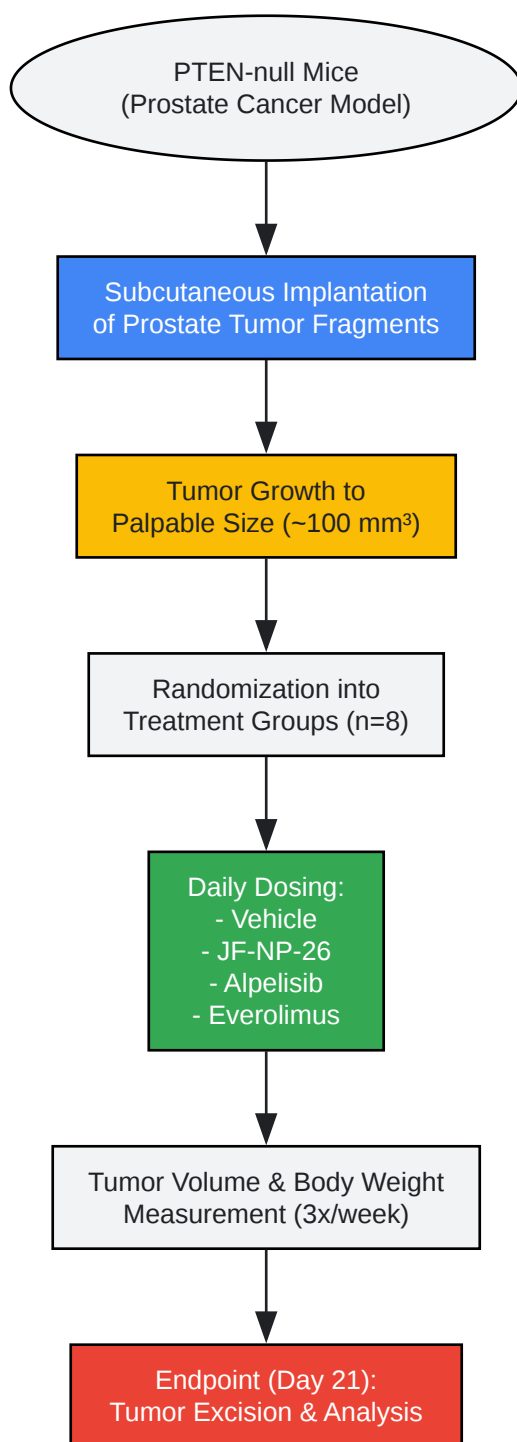 PTEN-null Mice
(Prostate Cancer Model)
Subcutaneous Implantation
of Prostate Tumor Fragments
Tumor Growth to
Palpable Size (~100 mm³)
Randomization into
Treatment Groups (n=8)
Daily Dosing:
- Vehicle
- JF-NP-26
- Alpelisib
- Everolimus
Tumor Volume & Body Weight
Measurement (3x/week)
Endpoint (Day 21):
Tumor Excision & Analysis